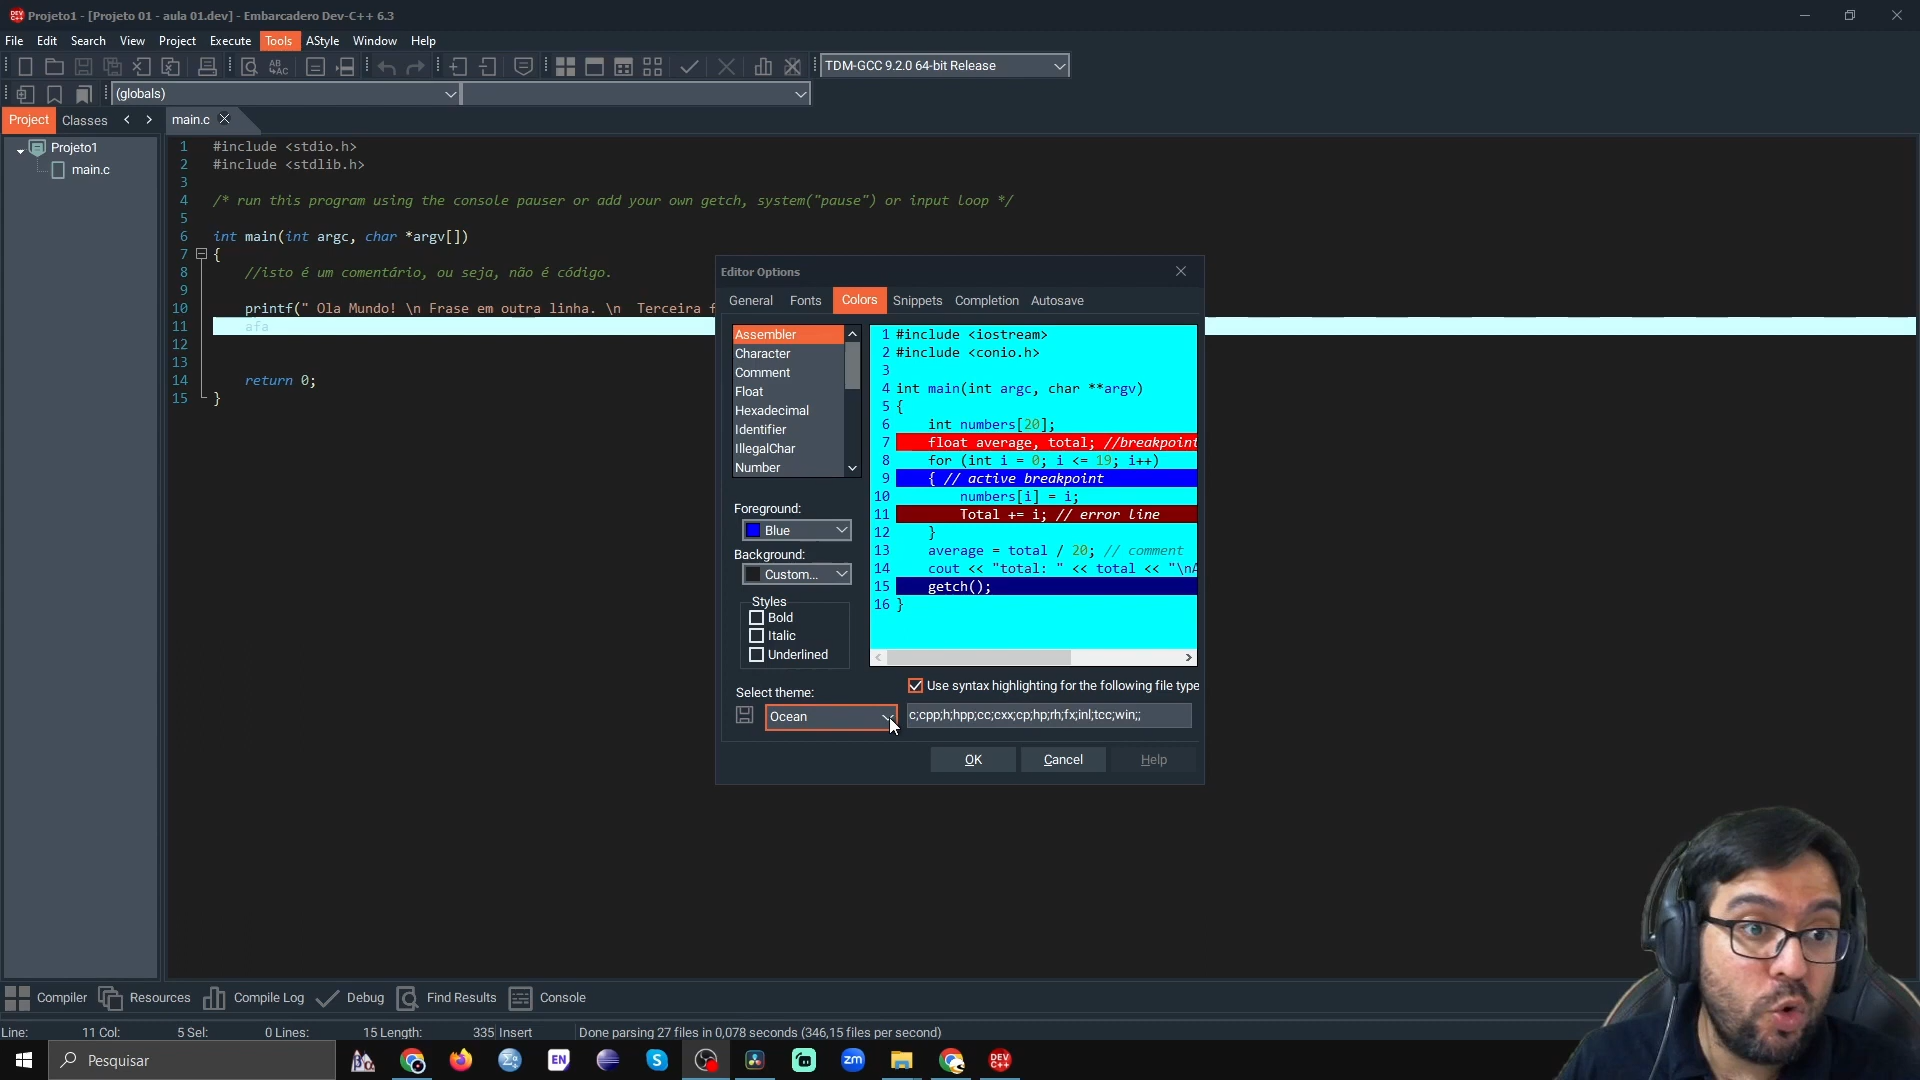 Projeto1 - [Projeto 01 - aula 01.dev] - Embarcadero Dev-C++ 6.3
File Edit Search View Project Execute Tools AStyle Window Help
TDM-GCC 9.2.0 64-bit Release
(globals)
Project Classes main.c
Projeto1
main.c
1 #include <stdio.h>
2 #include <stdlib.h>
3
4 /* run this program using the console pauser or add your own getch, system("pause") or input loop */
5
6 int main(int argc, char *argv[])
7 {
8 //isto é um comentário, ou seja, não é código.
9
10 printf(" Ola Mundo! \n Frase em outra linha. \n Terceira f
11 afa
12
13
14 return 0;
15 }
Editor Options
General Fonts Colors Snippets Completion Autosave
Assembler
Character
Comment
Float
Hexadecimal
Identifier
IllegalChar
Number
Foreground:
Blue
Background:
Custom...
Styles
Bold
Italic
Underlined
Select theme:
Ocean
1 #include <iostream>
2 #include <conio.h>
3
4 int main(int argc, char **argv)
5 {
6 int numbers[20];
7 float average, total; //breakpoint
8 for (int i = 0; i <= 19; i++)
9 { // active breakpoint
10 numbers[i] = i;
11 Total += i; // error line
12 }
13 average = total / 20; // comment
14 cout << "total: " << total << "\nA
15 getch();
16 }
Use syntax highlighting for the following file type
c;cpp;h;hpp;cc;cxx;cp;hp;rh;fx;inl;tcc;win;;
OK Cancel Help
Compiler Resources Compile Log Debug Find Results Console
Line: 11 Col: 5 Sel: 0 Lines: 15 Length: 335 Insert Done parsing 27 files in 0,078 seconds (346,15 files per second)
Pesquisar
EN
zm
DEV C++